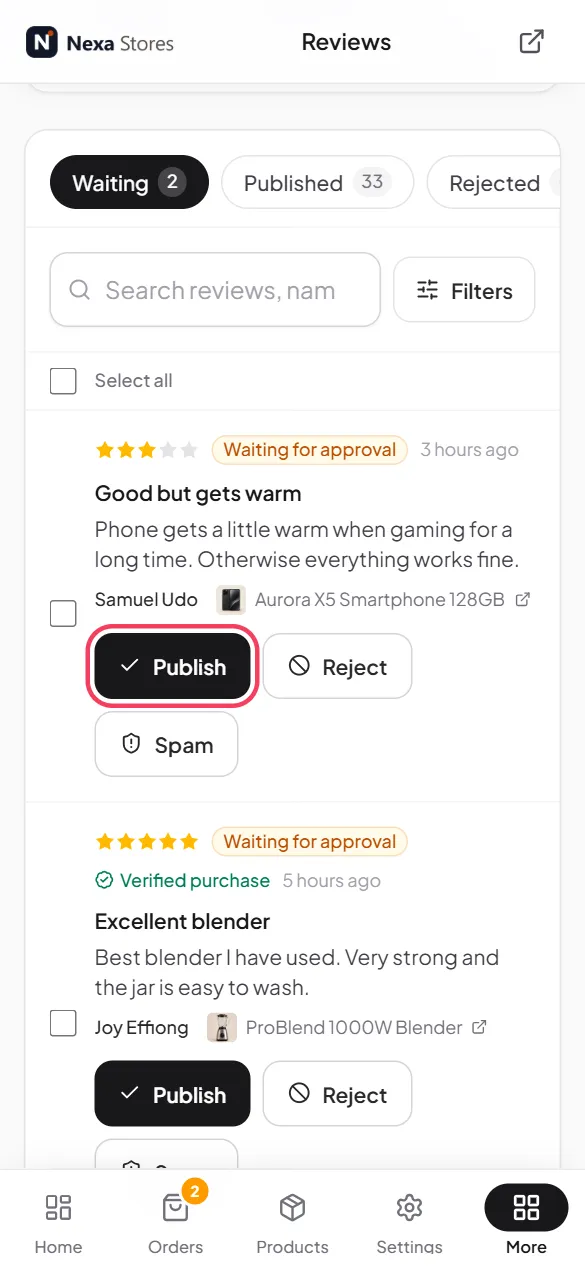 N Nexa Stores
Reviews
Waiting 2
Published 33
Rejected
Search reviews, nam
Filters
Select all
Waiting for approval 3 hours ago
Good but gets warm
Phone gets a little warm when gaming for a
long time. Otherwise everything works fine.
Samuel Udo Aurora X5 Smartphone 128GB
Publish Reject
Spam
Waiting for approval
Verified purchase 5 hours ago
Excellent blender
Best blender I have used. Very strong and
the jar is easy to wash.
Joy Effiong ProBlend 1000W Blender
Publish Reject
2
Home Orders Products Settings More